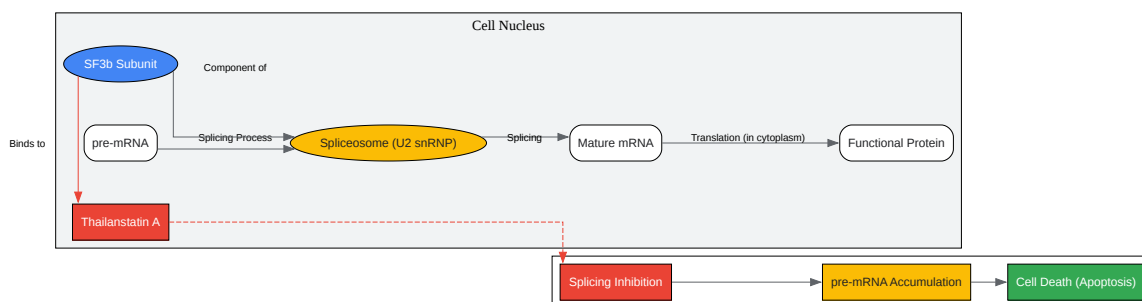 Cell Nucleus
SF3b Subunit
Component of
Binds to
pre-mRNA
Splicing Process
Spliceosome (U2 snRNP)
Splicing
Mature mRNA
Translation (in cytoplasm)
Functional Protein
Thailanstatin A
Splicing Inhibition
pre-mRNA Accumulation
Cell Death (Apoptosis)